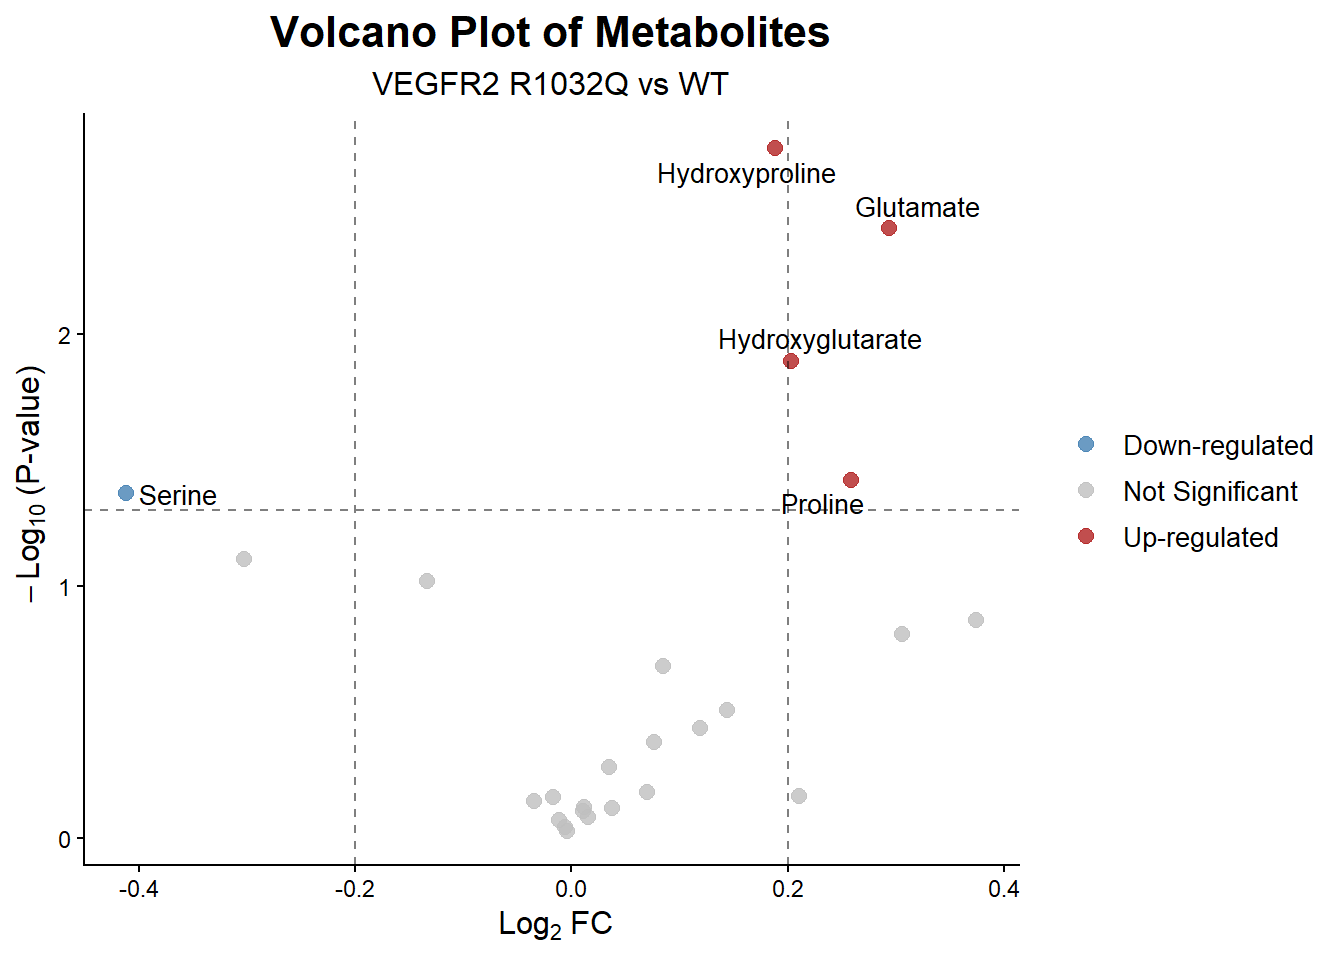 Volcano Plot of Metabolites
VEGFR2 R1032Q vs WT
Hydroxyproline
Glutamate
Hydroxyglutarate
Proline
Serine
− Log10 (P-value)
2
1
0
-0.4
-0.2
0.0
0.2
0.4
Log2 FC
Down-regulated
Not Significant
Up-regulated